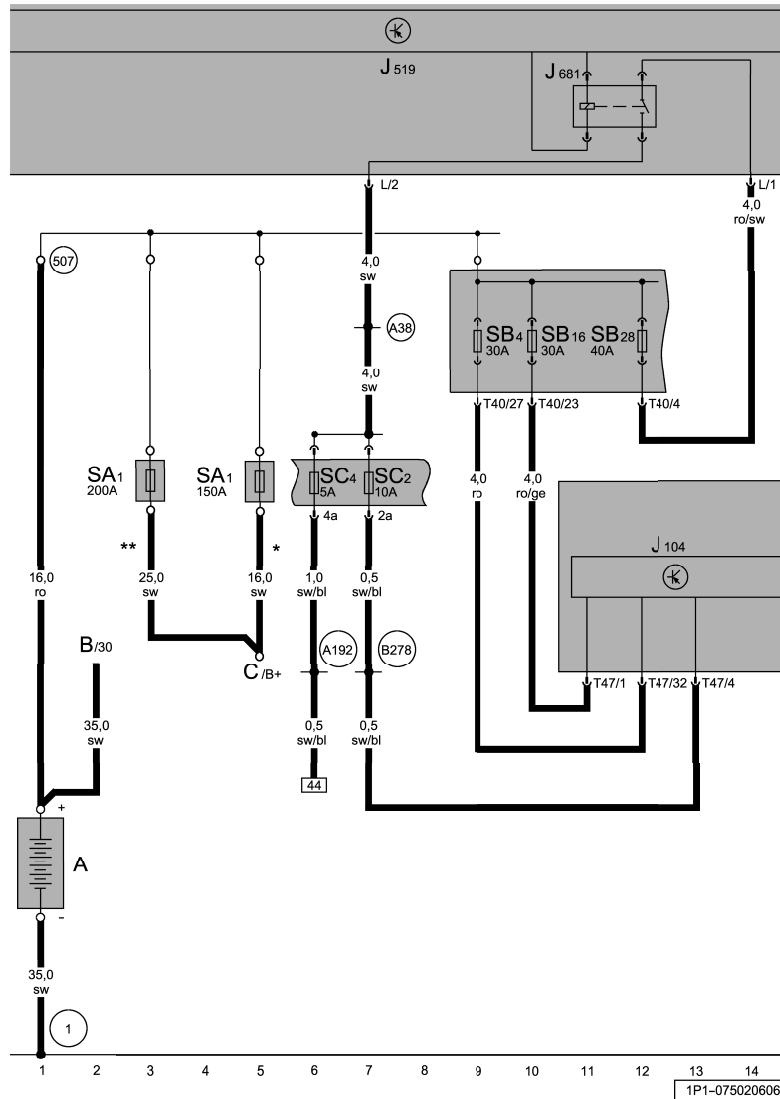 J 519
J 681
L/2
L/1
4,0
ro/sw
507
4,0
sw
A38
4,0
sw
SB4
30A
SB16
30A
SB28
40A
T40/27
T40/23
T40/4
SA1
200A
SA1
150A
SC4
5A
SC2
10A
4a
2a
4,0
ro
4,0
ro/ge
**
*
J 104
16,0
ro
25,0
sw
16,0
sw
1,0
sw/bl
0,5
sw/bl
B/30
C/B+
A192
B278
T47/1
T47/32
T47/4
35,0
sw
0,5
sw/bl
0,5
sw/bl
44
+
A
-
35,0
sw
1
1 2 3 4 5 6 7 8 9 10 11 12 13 14
1P1-075020606